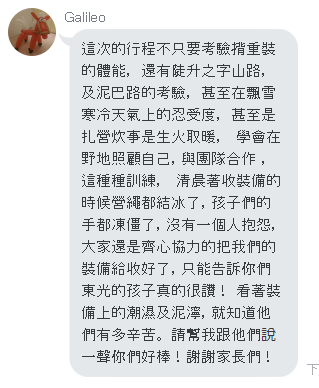 Galileo
這次的行程不只要考驗揹重裝
的體能，還有陡升之字山路，
及泥巴路的考驗，甚至在飄雪
寒冷天氣上的忍受度，甚至是
扎營炊事是生火取暖， 學會在
野地照顧自己，與團隊合作，
這種種訓練， 清晨著收裝備的
時候營繩都結冰了，孩子們的
手都凍僵了，沒有一個人抱怨，
大家還是齊心協力的把我們的
裝備給收好了，只能告訴你們
東光的孩子真的很讚！ 看著裝
備上的潮濕及泥濘，就知道他
們有多辛苦。請幫我跟他們說
一聲你們好棒！謝謝家長們！
下